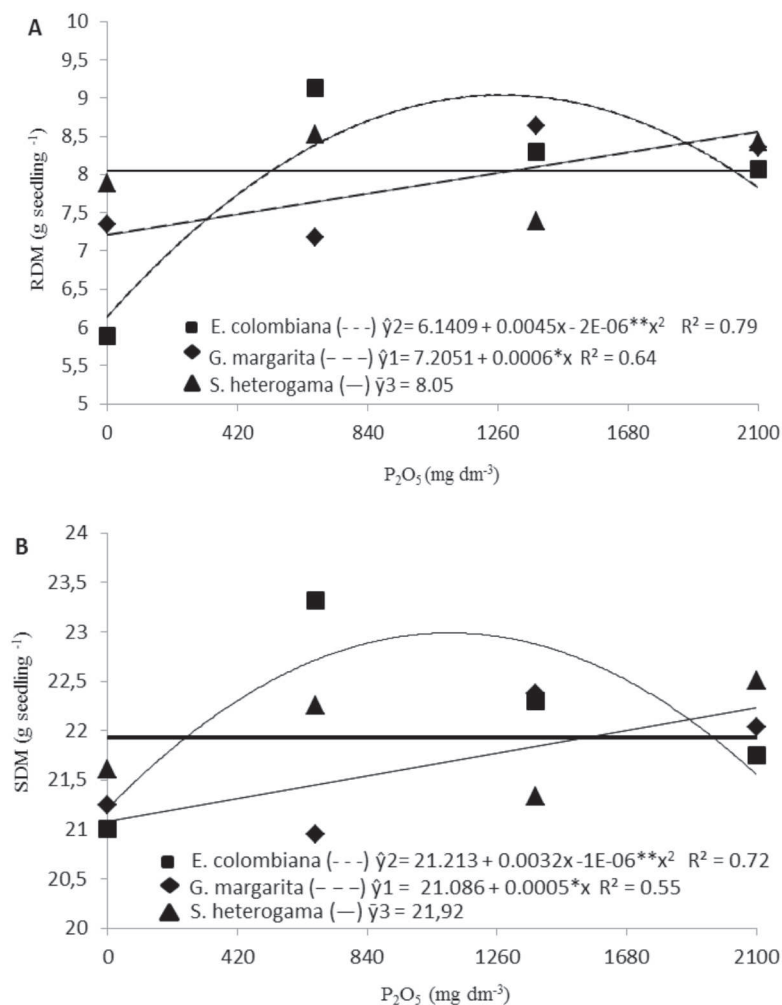 A
10
9,5
9
8,5
8
7,5
7
6,5
6
5,5
5
RDM (g seedling ⁻¹)
■ E. colombiana (- - -) ŷ2= 6.1409 + 0.0045x - 2E-06**x² R² = 0.79
◆ G. margarita (– – –) ŷ1= 7.2051 + 0.0006*x R² = 0.64
▲ S. heterogama (—) ȳ3 = 8.05
0 420 840 1260 1680 2100
P₂O₅ (mg dm⁻³)
B
24
23,5
23
22,5
22
21,5
21
20,5
20
SDM (g seedling ⁻¹)
■ E. colombiana (- - -) ŷ2= 21.213 + 0.0032x -1E-06**x² R² = 0.72
◆ G. margarita (– – –) ŷ1 = 21.086 + 0.0005*x R² = 0.55
▲ S. heterogama (—) ȳ3 = 21,92
0 420 840 1260 1680 2100
P₂O₅ (mg dm⁻³)